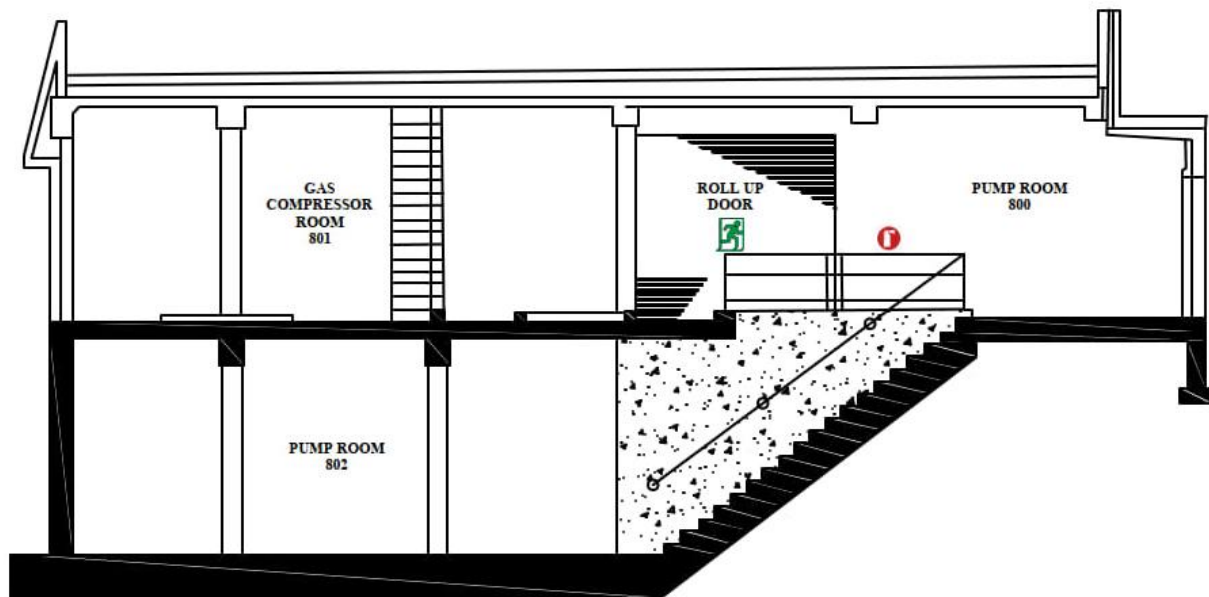 GAS
COMPRESSOR
ROOM
801
ROLL UP
DOOR
PUMP ROOM
800
PUMP ROOM
802